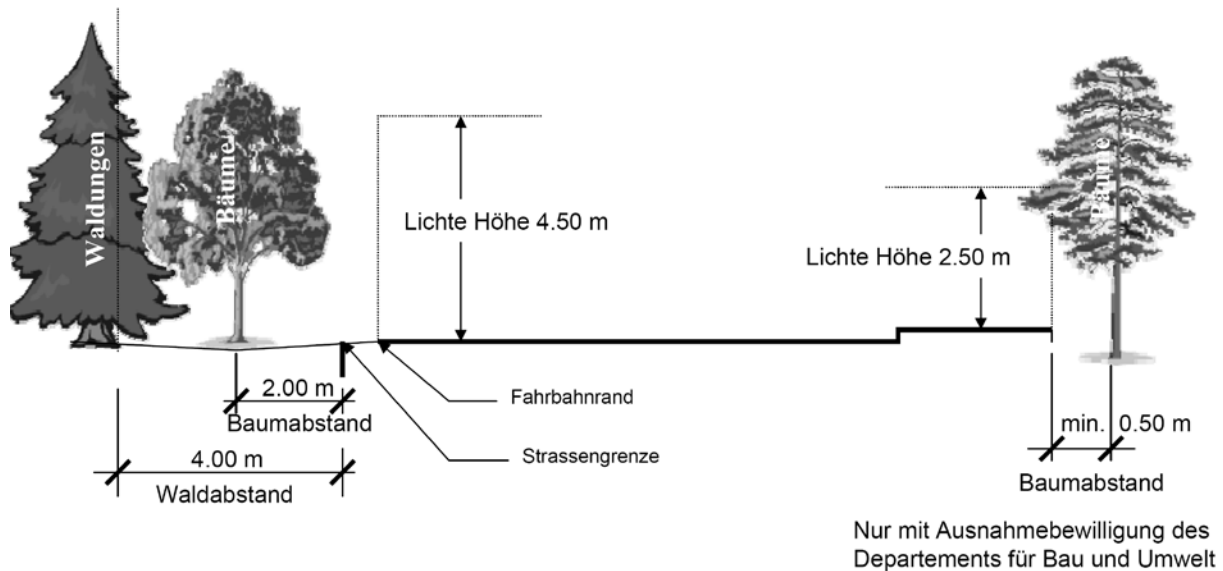 Waldungen
Bäume
Lichte Höhe 4.50 m
Lichte Höhe 2.50 m
Bäume
2.00 m
Baumabstand
4.00 m
Waldabstand
Fahrbahnrand
Strassengrenze
min. 0.50 m
Baumabstand
Nur mit Ausnahmebewilligung des
Departements für Bau und Umwelt